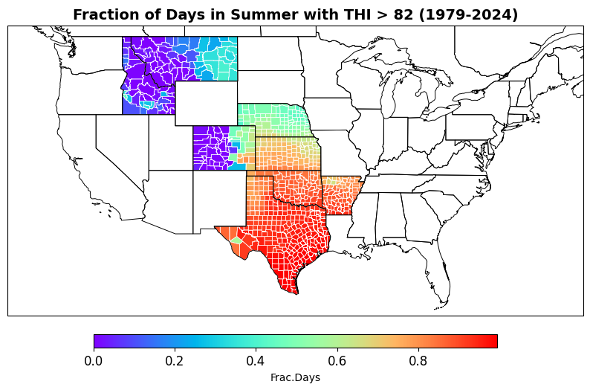 Fraction of Days in Summer with THI > 82 (1979-2024)
0.0 0.2 0.4 0.6 0.8
Frac.Days